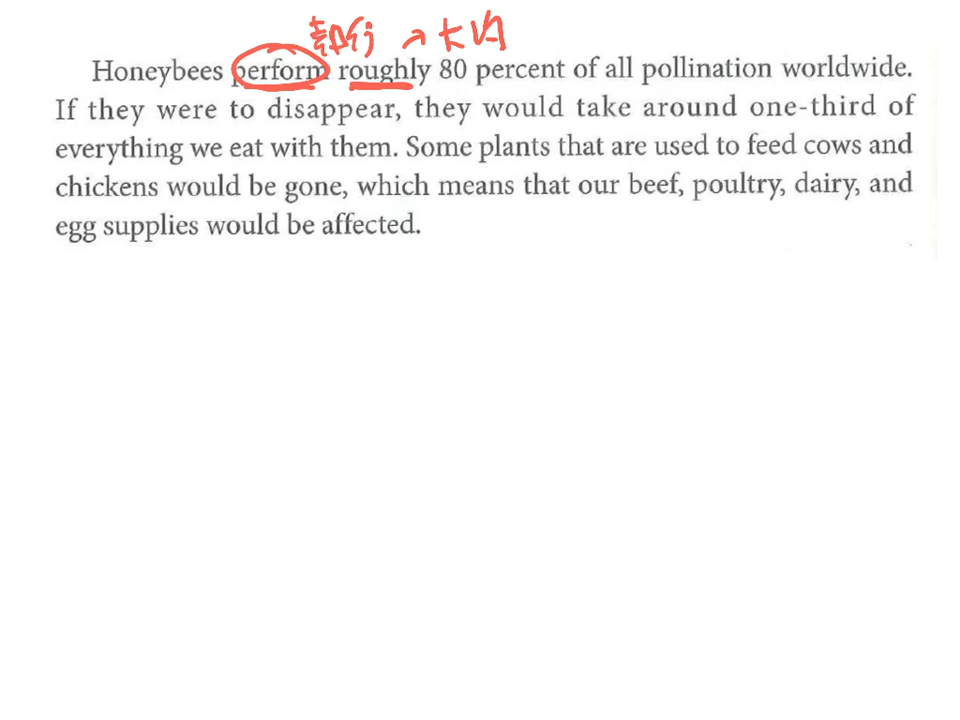 執行 → 大約
Honeybees perform roughly 80 percent of all pollination worldwide.
If they were to disappear, they would take around one-third of
everything we eat with them. Some plants that are used to feed cows and
chickens would be gone, which means that our beef, poultry, dairy, and
egg supplies would be affected.